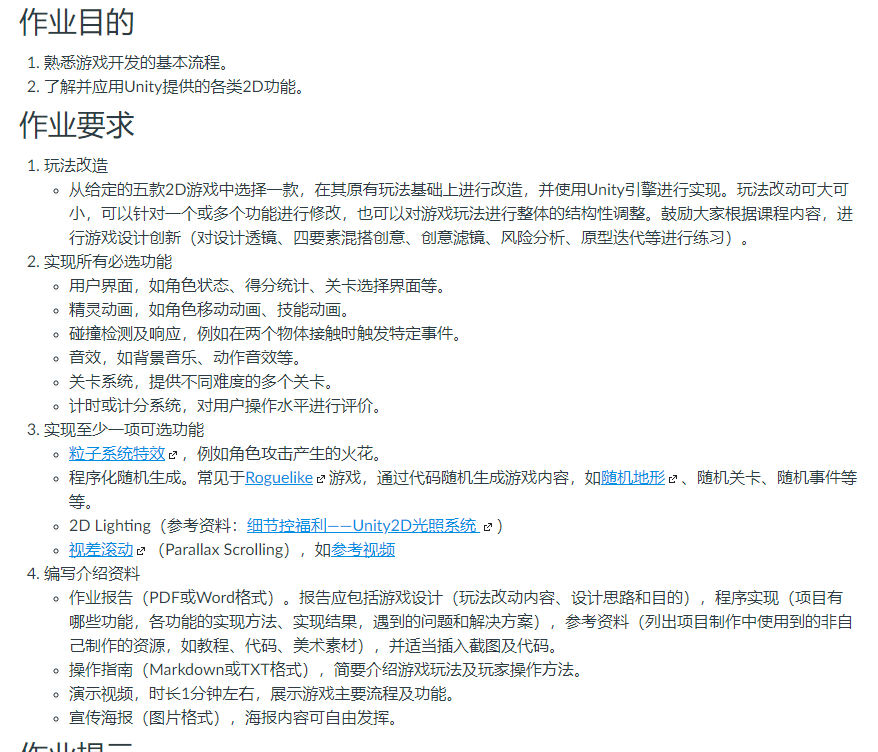 作业目的
1. 熟悉游戏开发的基本流程。
2. 了解并应用Unity提供的各类2D功能。
作业要求
1. 玩法改造
从给定的五款2D游戏中选择一款，在其原有玩法基础上进行改造，并使用Unity引擎进行实现。玩法改动可大可
小，可以针对一个或多个功能进行修改，也可以对游戏玩法进行整体的结构性调整。鼓励大家根据课程内容，进
行游戏设计创新（对设计透镜、四要素混搭创意、创意滤镜、风险分析、原型迭代等进行练习）。
2. 实现所有必选功能
用户界面，如角色状态、得分统计、关卡选择界面等。
精灵动画，如角色移动动画、技能动画。
碰撞检测及响应，例如在两个物体接触时触发特定事件。
音效，如背景音乐、动作音效等。
关卡系统，提供不同难度的多个关卡。
计时或计分系统，对用户操作水平进行评价。
3. 实现至少一项可选功能
粒子系统特效，例如角色攻击产生的火花。
程序化随机生成。常见于Roguelike游戏，通过代码随机生成游戏内容，如随机地形、随机关卡、随机事件等
等。
2D Lighting（参考资料：细节控福利——Unity2D光照系统）
视差滚动（Parallax Scrolling），如参考视频
4. 编写介绍资料
作业报告（PDF或Word格式）。报告应包括游戏设计（玩法改动内容、设计思路和目的），程序实现（项目有
哪些功能，各功能的实现方法、实现结果，遇到的问题和解决方案），参考资料（列出项目制作中使用到的非自
己制作的资源，如教程、代码、美术素材），并适当插入截图及代码。
操作指南（Markdown或TXT格式），简要介绍游戏玩法及玩家操作方法。
演示视频，时长1分钟左右，展示游戏主要流程及功能。
宣传海报（图片格式），海报内容可自由发挥。
作业提示